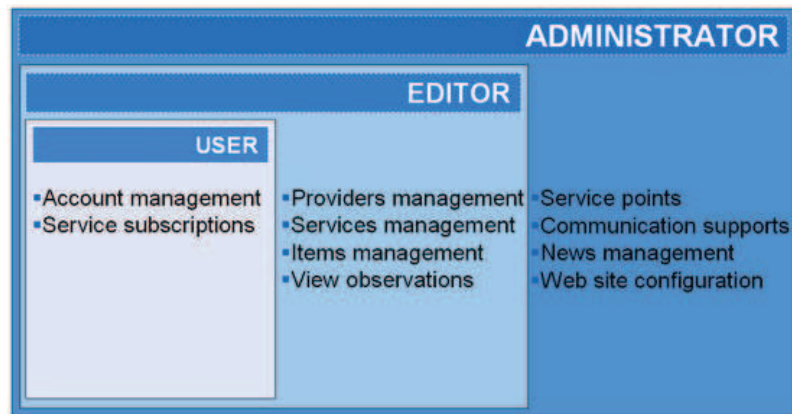 ADMINISTRATOR
EDITOR
USER
▪Account management
▪Service subscriptions
▪Providers management
▪Services management
▪Items management
▪View observations
▪Service points
▪Communication supports
▪News management
▪Web site configuration